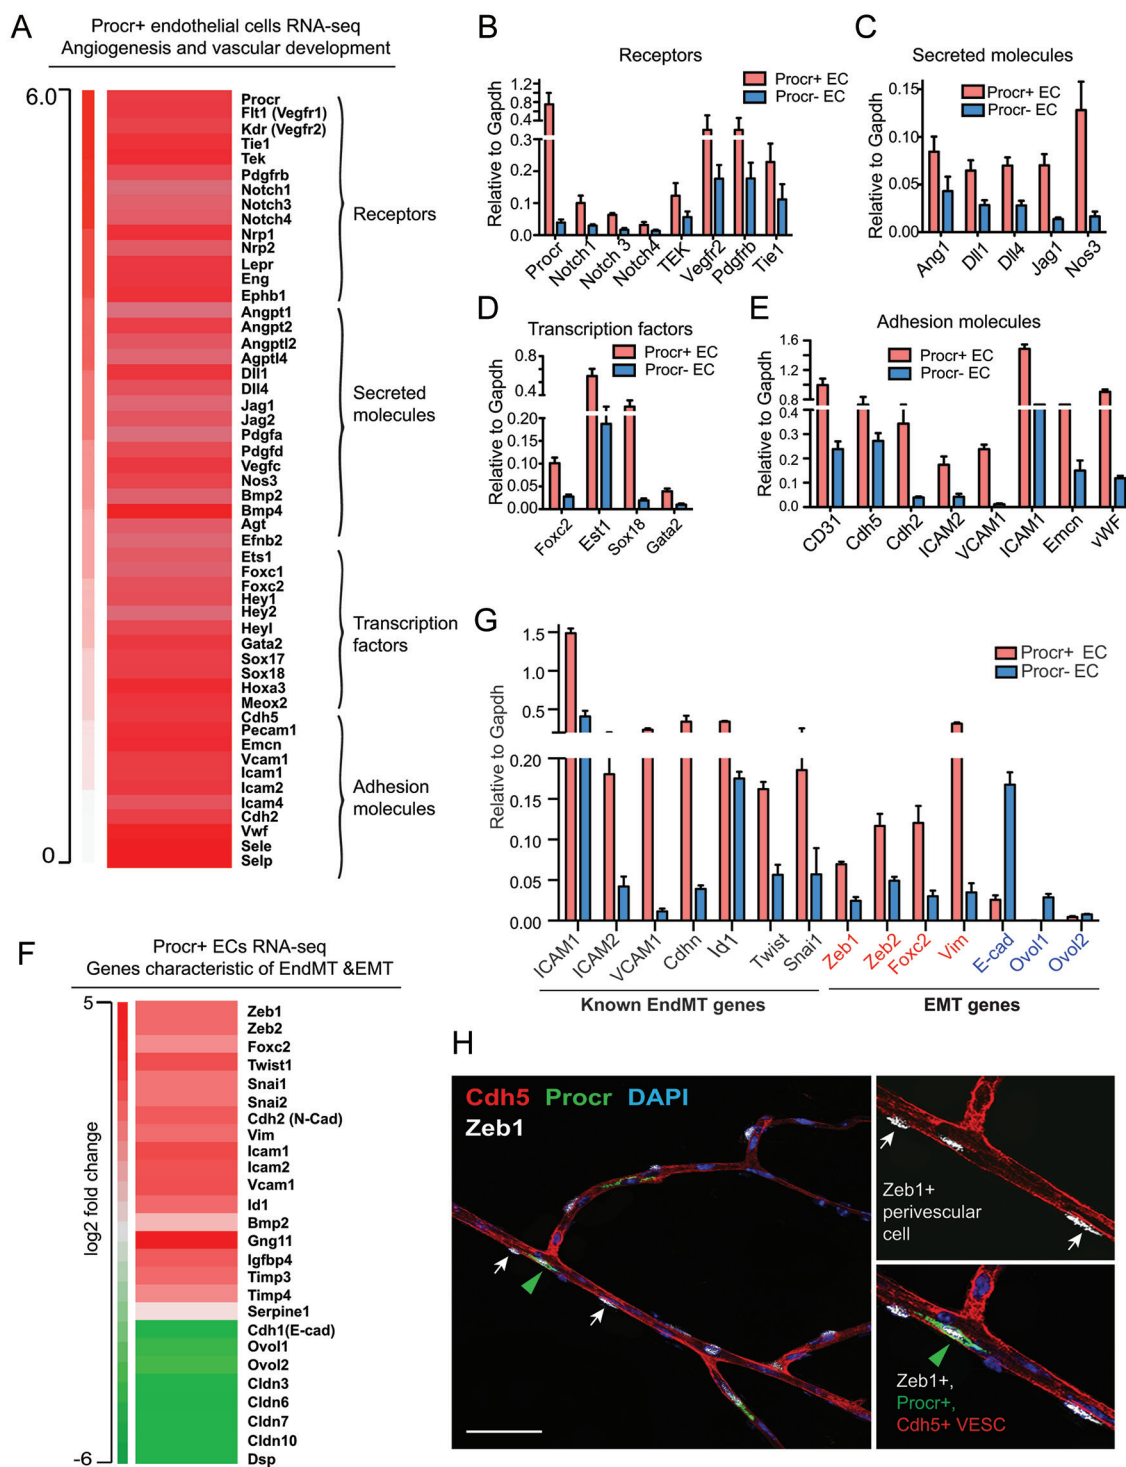 A
Procr+ endothelial cells RNA-seq
Angiogenesis and vascular development
6.0
0
Procr
Flt1 (Vegfr1)
Kdr (Vegfr2)
Tie1
Tek
Pdgfrb
Notch1
Notch3
Notch4
Nrp1
Nrp2
Lepr
Eng
Ephb1
Angpt1
Angpt2
Angptl2
Agptl4
Dll1
Dll4
Jag1
Jag2
Pdgfa
Pdgfd
Vegfc
Nos3
Bmp2
Bmp4
Agt
Efnb2
Ets1
Foxc1
Foxc2
Hey1
Hey2
Heyl
Gata2
Sox17
Sox18
Hoxa3
Meox2
Cdh5
Pecam1
Emcn
Vcam1
Icam1
Icam2
Icam4
Cdh2
Vwf
Sele
Selp
Receptors
Secreted
molecules
Transcription
factors
Adhesion
molecules
B
Receptors
Procr+ EC
Procr- EC
Relative to Gapdh
1.2
0.8
0.4
0.3
0.2
0.1
0.0
Procr
Notch1
Notch 3
Notch4
TEK
Vegfr2
Pdgfrb
Tie1
C
Secreted molecules
Procr+ EC
Procr- EC
Relative to Gapdh
0.15
0.10
0.05
0.00
Ang1
Dll1
Dll4
Jag1
Nos3
D
Transcription factors
Procr+ EC
Procr- EC
Relative to Gapdh
0.8
0.4
0.20
0.15
0.10
0.05
0.00
Foxc2
Est1
Sox18
Gata2
E
Adhesion molecules
Procr+ EC
Procr- EC
Relative to Gapdh
1.6
1.2
0.8
0.4
0.3
0.2
0.1
0.0
CD31
Cdh5
Cdh2
ICAM2
VCAM1
ICAM1
Emcn
vWF
F
Procr+ ECs RNA-seq
Genes characteristic of EndMT &EMT
5
-6
log2 fold change
Zeb1
Zeb2
Foxc2
Twist1
Snai1
Snai2
Cdh2 (N-Cad)
Vim
Icam1
Icam2
Vcam1
Id1
Bmp2
Gng11
Igfbp4
Timp3
Timp4
Serpine1
Cdh1(E-cad)
Ovol1
Ovol2
Cldn3
Cldn6
Cldn7
Cldn10
Dsp
G
Procr+ EC
Procr- EC
Relative to Gapdh
1.5
1.0
0.5
0.20
0.15
0.10
0.05
0.00
ICAM1
ICAM2
VCAM1
Cdhn
Id1
Twist
Snai1
Zeb1
Zeb2
Foxc2
Vim
E-cad
Ovol1
Ovol2
Known EndMT genes
EMT genes
H
Cdh5 Procr DAPI
Zeb1
Zeb1+
perivescular
cell
Zeb1+,
Procr+,
Cdh5+ VESC